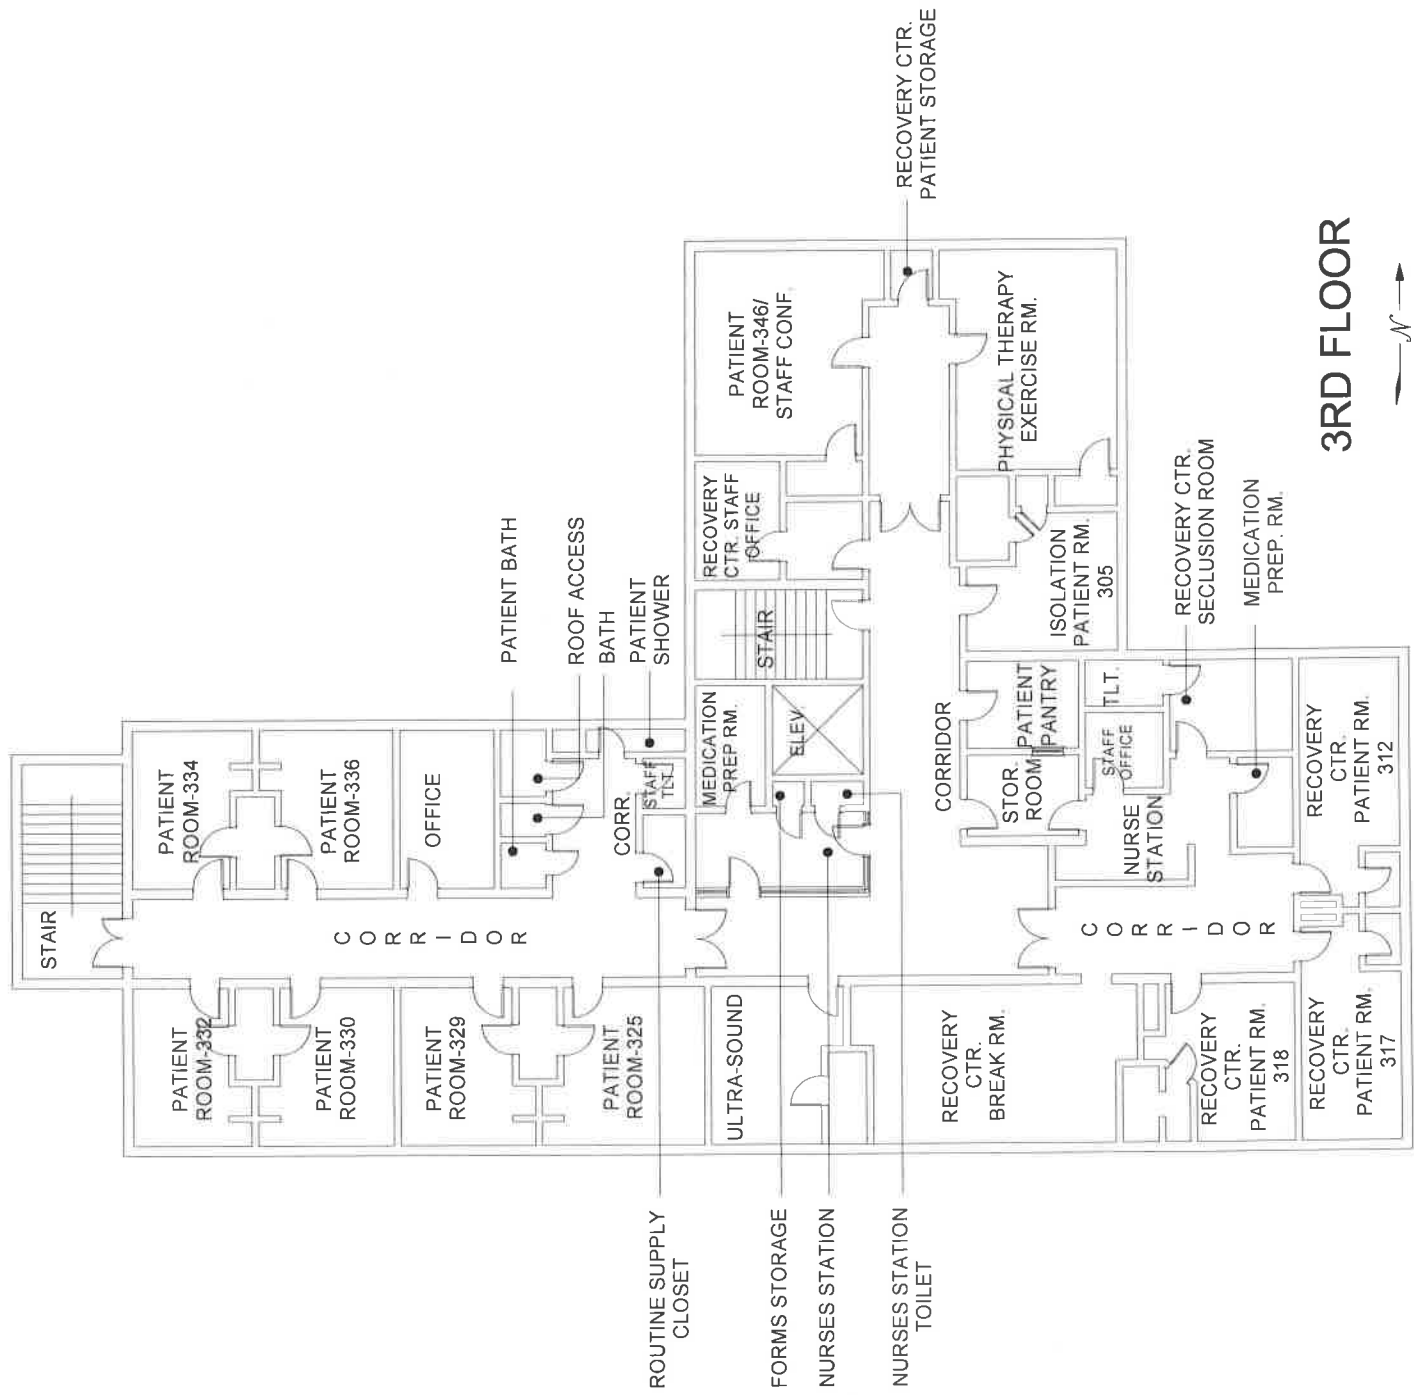 STAIR
PATIENT
ROOM-334
PATIENT
ROOM-336
OFFICE
CORRIDOR
PATIENT
ROOM-332
PATIENT
ROOM-330
PATIENT
ROOM-329
PATIENT
ROOM-325
PATIENT BATH
ROOF ACCESS
BATH
PATIENT
SHOWER
CORR.
STAFF
TLT.
ROUTINE SUPPLY
CLOSET
MEDICATION
PREP RM.
ELEV.
STAIR
RECOVERY
CTR. STAFF
OFFICE
PATIENT
ROOM-346/
STAFF CONF.
RECOVERY CTR.
PATIENT STORAGE
PHYSICAL THERAPY
EXERCISE RM.
ISOLATION
PATIENT RM.
305
CORRIDOR
PATIENT
PANTRY
STOR.
ROOM
ULTRA-SOUND
FORMS STORAGE
NURSES STATION
NURSES STATION
TOILET
RECOVERY
CTR.
BREAK RM.
TLT.
STAFF
OFFICE
NURSE
STATION
RECOVERY CTR.
SECLUSION ROOM
MEDICATION
PREP. RM.
CORRIDOR
RECOVERY
CTR.
PATIENT RM.
312
RECOVERY
CTR.
PATIENT RM.
318
RECOVERY
CTR.
PATIENT RM.
317
3RD FLOOR
N